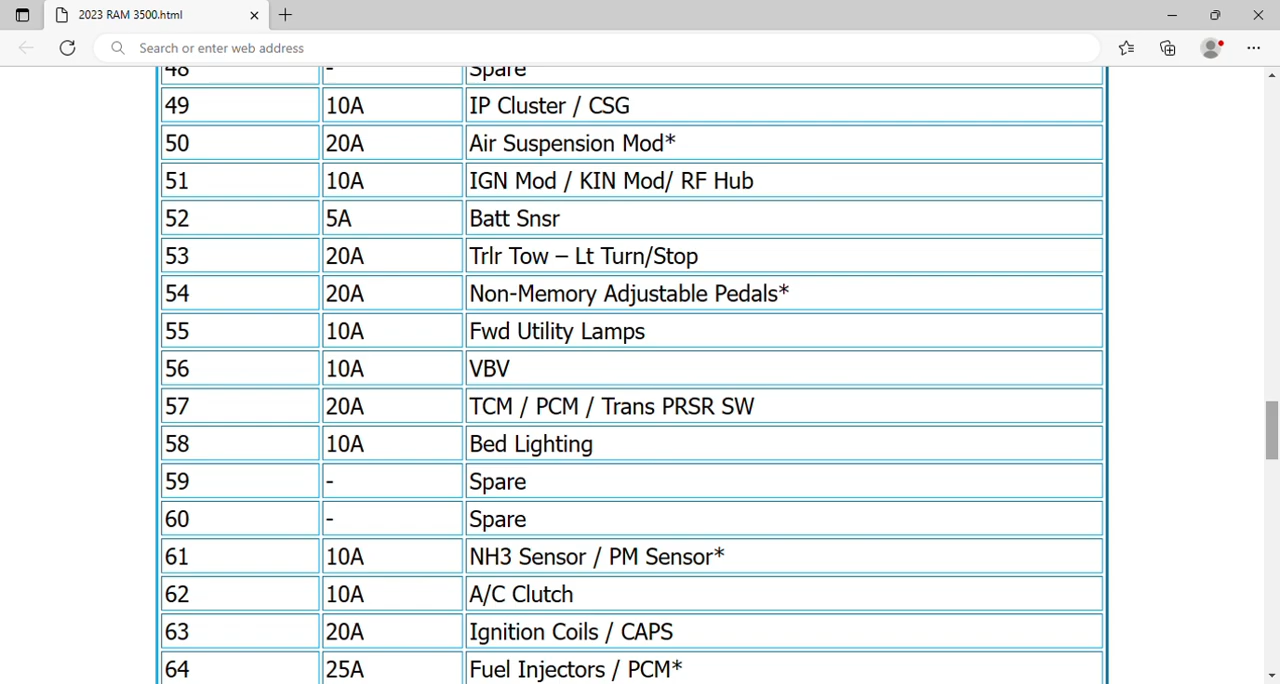 2023 RAM 3500.html
Search or enter web address
48 - Spare
49 10A IP Cluster / CSG
50 20A Air Suspension Mod*
51 10A IGN Mod / KIN Mod/ RF Hub
52 5A Batt Snsr
53 20A Trlr Tow – Lt Turn/Stop
54 20A Non-Memory Adjustable Pedals*
55 10A Fwd Utility Lamps
56 10A VBV
57 20A TCM / PCM / Trans PRSR SW
58 10A Bed Lighting
59 - Spare
60 - Spare
61 10A NH3 Sensor / PM Sensor*
62 10A A/C Clutch
63 20A Ignition Coils / CAPS
64 25A Fuel Injectors / PCM*